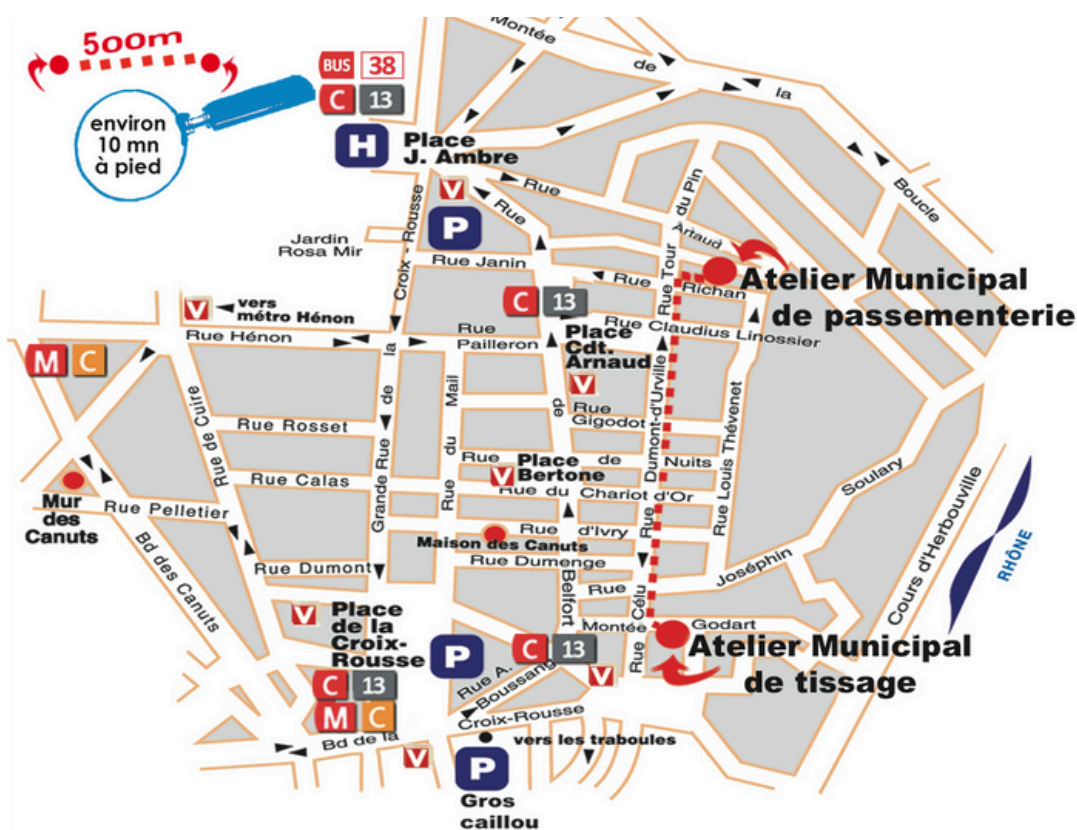 500m
environ
10 mn
à pied
BUS 38
C 13
H
Place
J. Ambre
Montée
de
la
Boucle
V
P
Jardin
Rosa Mir
Rue
Rue
du Pin
Artaud
Rue Tour
Rue Janin
Rue
Richan
Atelier Municipal
de passementerie
C 13
V
vers
métro Hénon
Rue Hénon
Rue
Pailleron
Rue Claudius Linossier
Place
Cdt.
Arnaud
V
M C
Grande Rue de la Croix-Rousse
Rue du Mail
Rue de Belfort
Rue Dumont-d'Urville
Rue Louis Thévenet
Rue de Cuire
Rue Rosset
Rue
Gigodot
Rue de Nuits
Place
Bertone
V
Rue Calas
Rue du Chariot d'Or
Mur
des
Canuts
Rue Pelletier
Rue d'Ivry
Maison des Canuts
Rue Dumenge
Rue Dumont
Bd des Canuts
Rue
Joséphin
Soulary
Cours d'Herbouville
RHÔNE
V
Place
de la
Croix-
Rousse
P
C 13
Rue Célu
Montée
Godart
Atelier Municipal
de tissage
V
C 13
M C
Rue A.
Boussange
Bd de la
Croix-Rousse
V
vers les traboules
P
Gros
caillou